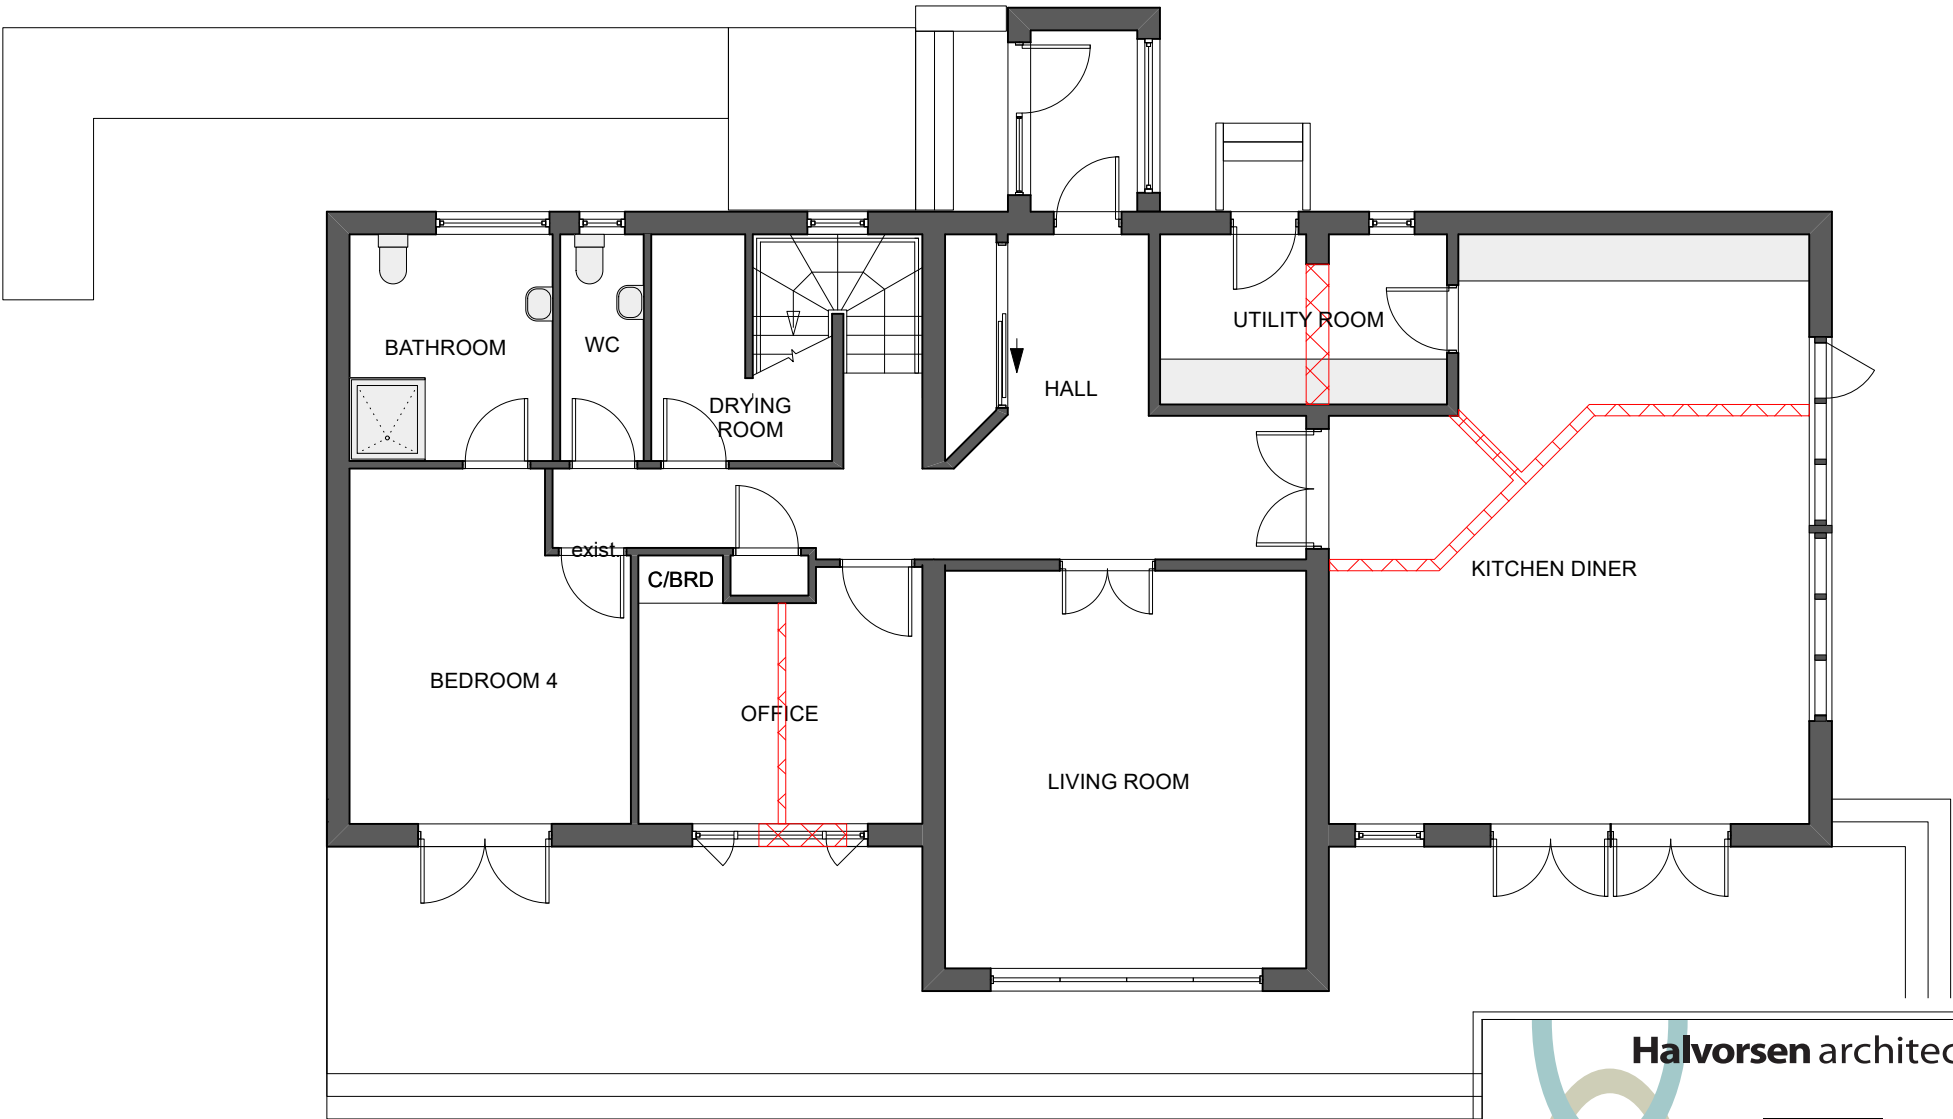 BATHROOM
WC
DRYING
ROOM
HALL
UTILITY ROOM
exist.
C/BRD
KITCHEN DINER
BEDROOM 4
OFFICE
LIVING ROOM
Halvorsen architec